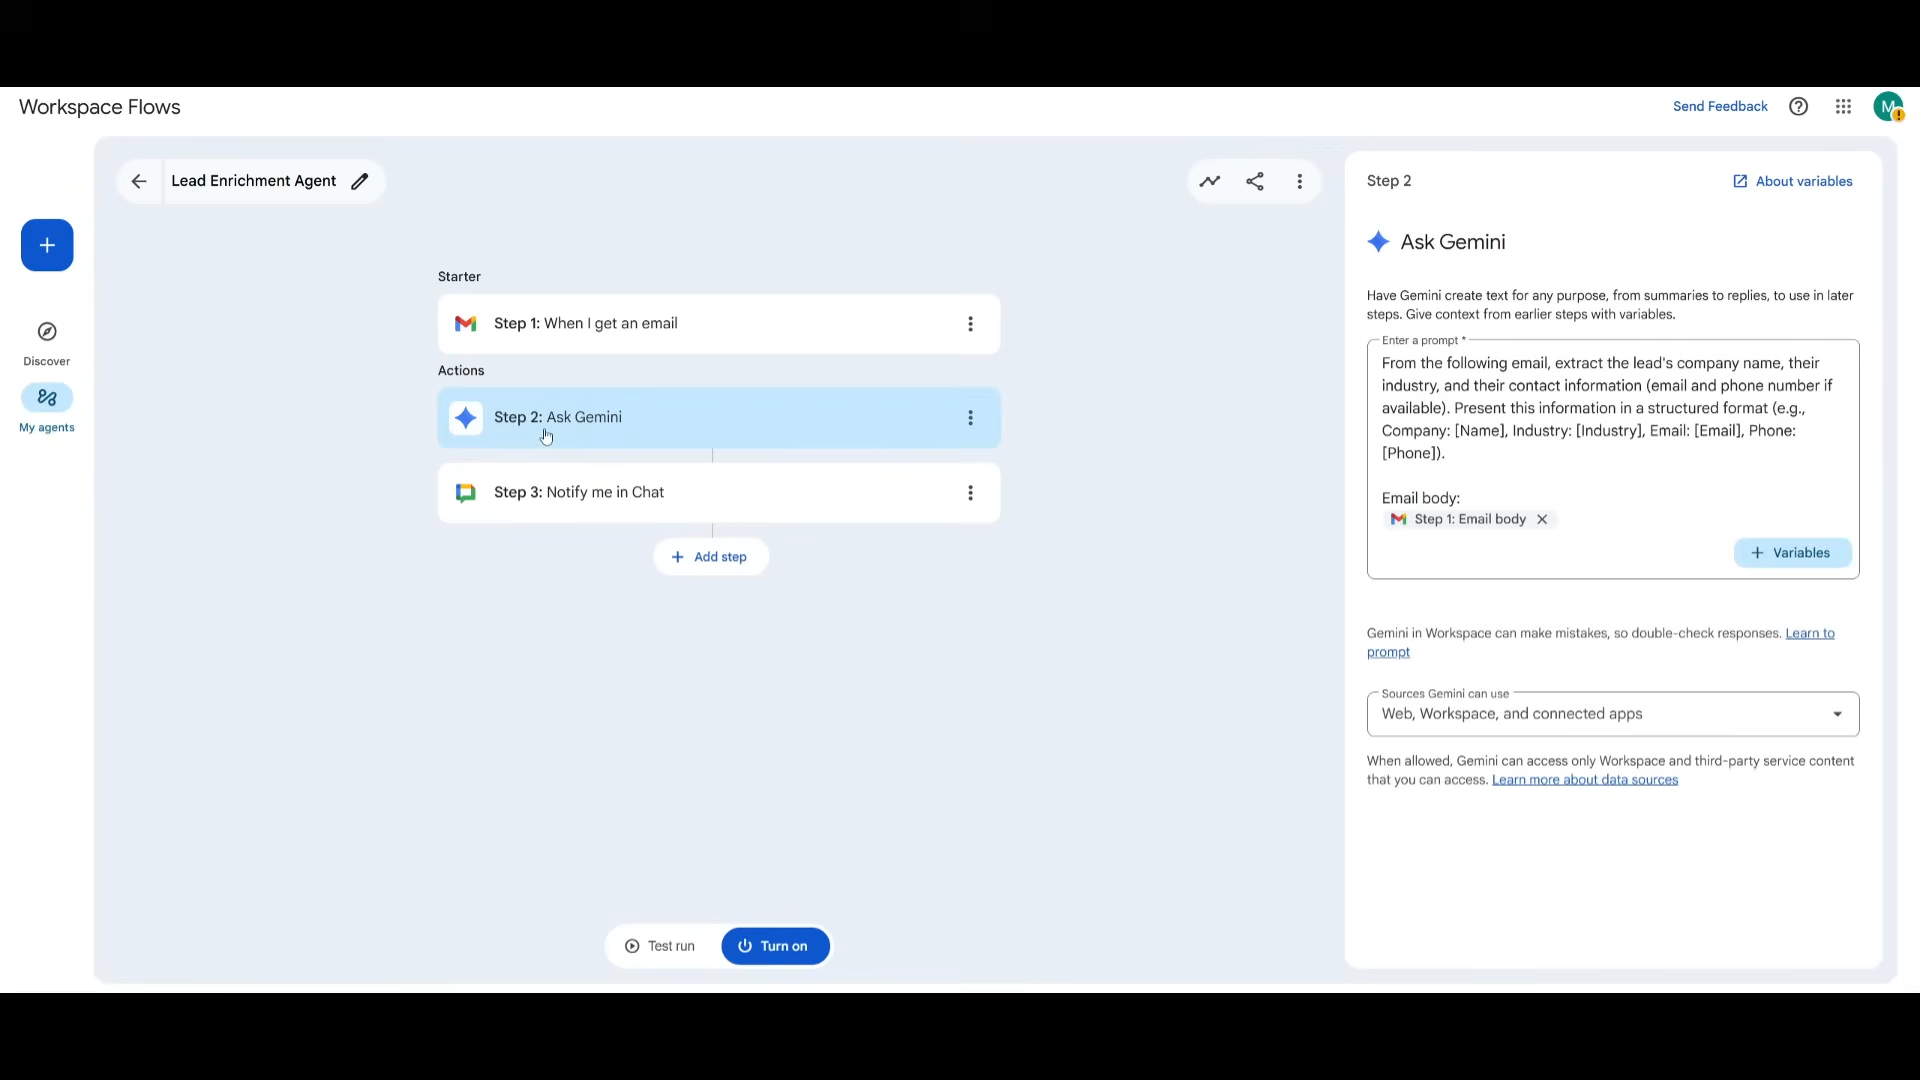 Workspace Flows
Send Feedback
M
Lead Enrichment Agent
Discover
My agents
Starter
Step 1: When I get an email
Actions
Step 2: Ask Gemini
Step 3: Notify me in Chat
+ Add step
Test run
Turn on
Step 2
About variables
Ask Gemini
Have Gemini create text for any purpose, from summaries to replies, to use in later
steps. Give context from earlier steps with variables.
Enter a prompt *
From the following email, extract the lead's company name, their
industry, and their contact information (email and phone number if
available). Present this information in a structured format (e.g.,
Company: [Name], Industry: [Industry], Email: [Email], Phone:
[Phone]).
Email body:
Step 1: Email body
+ Variables
Gemini in Workspace can make mistakes, so double-check responses. Learn to
prompt
Sources Gemini can use
Web, Workspace, and connected apps
When allowed, Gemini can access only Workspace and third-party service content
that you can access. Learn more about data sources